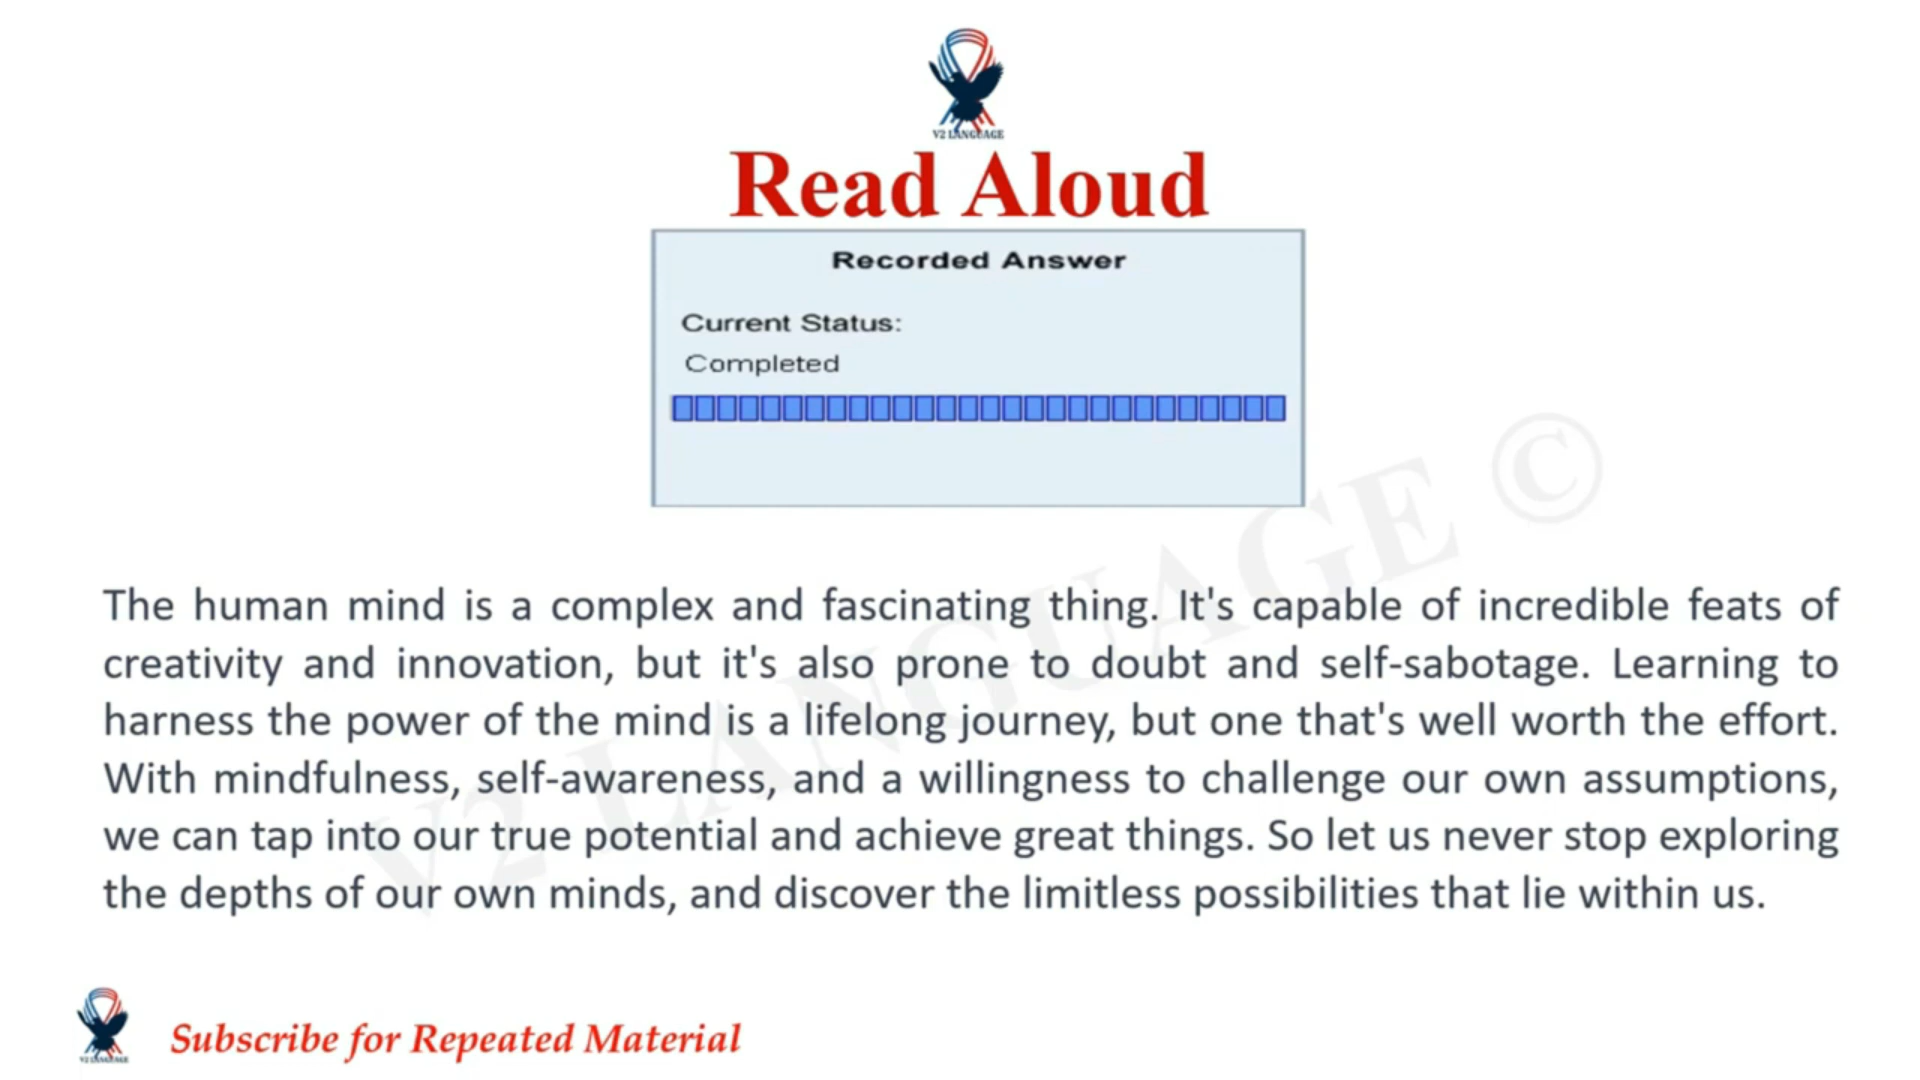 V2 LANGUAGE
Read Aloud
Recorded Answer
Current Status:
Completed
The human mind is a complex and fascinating thing. It's capable of incredible feats of
creativity and innovation, but it's also prone to doubt and self-sabotage. Learning to
harness the power of the mind is a lifelong journey, but one that's well worth the effort.
With mindfulness, self-awareness, and a willingness to challenge our own assumptions,
we can tap into our true potential and achieve great things. So let us never stop exploring
the depths of our own minds, and discover the limitless possibilities that lie within us.
V2 LANGUAGE ©
V2 LANGUAGE
Subscribe for Repeated Material